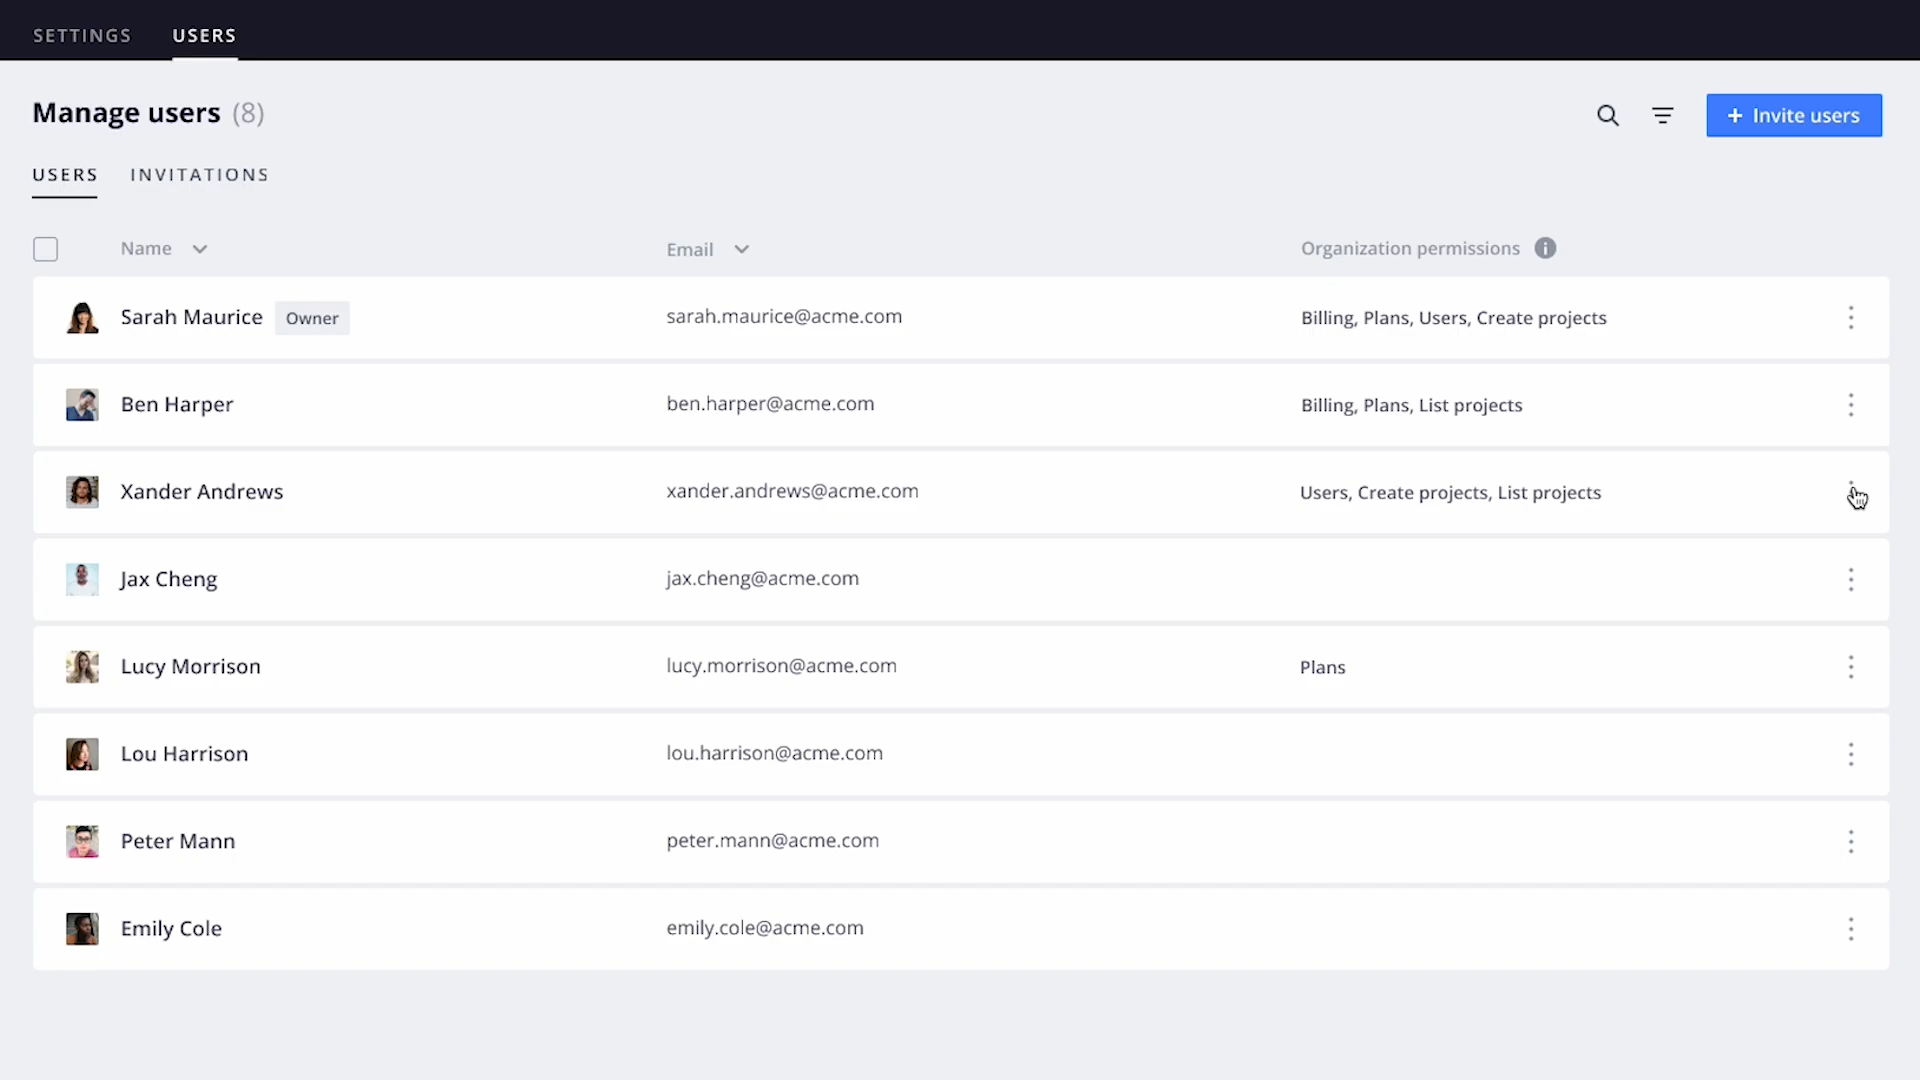 SETTINGS USERS
Manage users (8)
+ Invite users
USERS INVITATIONS
Name Email Organization permissions
Sarah Maurice Owner sarah.maurice@acme.com Billing, Plans, Users, Create projects
Ben Harper ben.harper@acme.com Billing, Plans, List projects
Xander Andrews xander.andrews@acme.com Users, Create projects, List projects
Jax Cheng jax.cheng@acme.com
Lucy Morrison lucy.morrison@acme.com Plans
Lou Harrison lou.harrison@acme.com
Peter Mann peter.mann@acme.com
Emily Cole emily.cole@acme.com